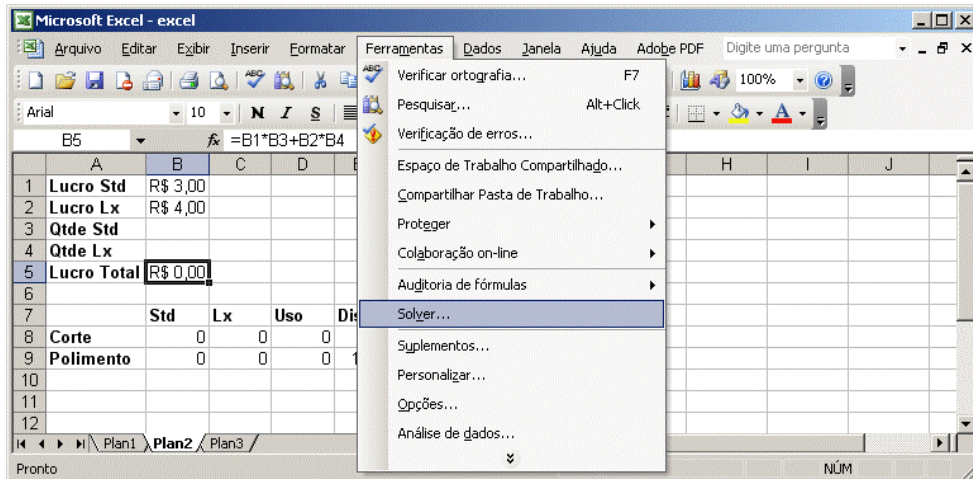 Microsoft Excel - excel
Arquivo Editar Exibir Inserir Formatar Ferramentas Dados Janela Ajuda Adobe PDF Digite uma pergunta
ABC 100%
Arial 10 N I S A
B5 fx =B1*B3+B2*B4
A B C D H I J
1 Lucro Std R$ 3,00
2 Lucro Lx R$ 4,00
3 Qtde Std
4 Qtde Lx
5 Lucro Total R$ 0,00
6
7 Std Lx Uso Dis
8 Corte 0 0 0
9 Polimento 0 0 0 1
10
11
12
Plan1 Plan2 Plan3
Pronto NÚM
ABC Verificar ortografia... F7
Pesquisar... Alt+Click
Verificação de erros...
Espaço de Trabalho Compartilhado...
Compartilhar Pasta de Trabalho...
Proteger
Colaboração on-line
Auditoria de fórmulas
Solver...
Suplementos...
Personalizar...
Opções...
Análise de dados...